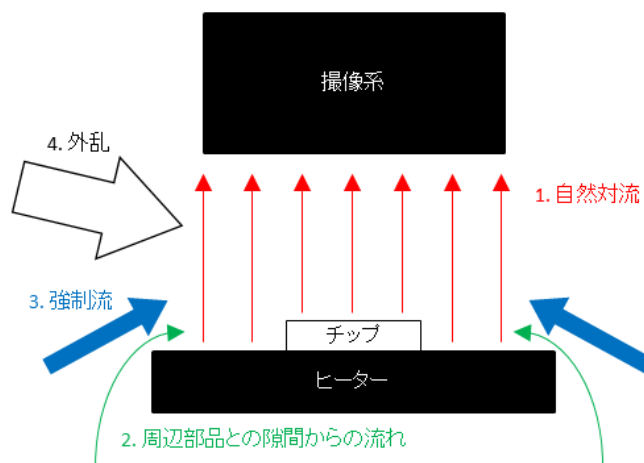 撮像系
4. 外乱
1. 自然対流
3. 強制流
チップ
ヒーター
2. 周辺部品との隙間からの流れ